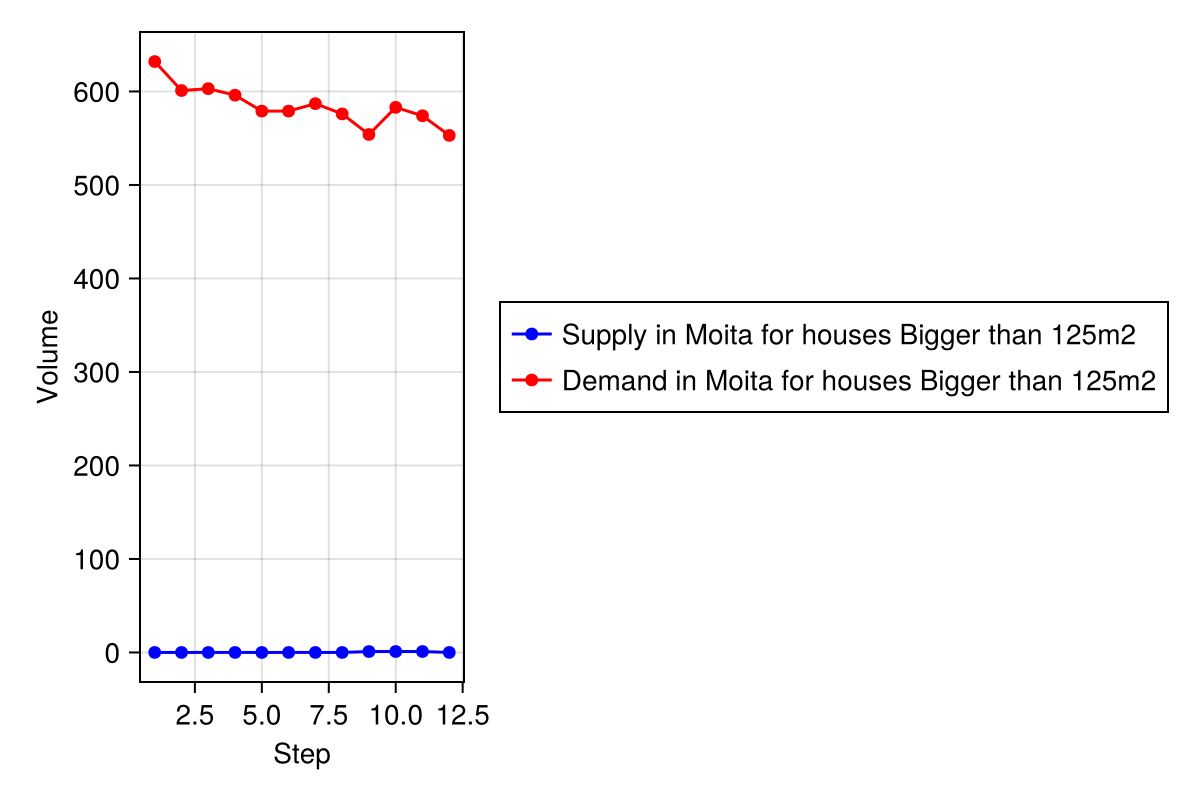 600
500
400
300
200
100
0
Volume
2.5 5.0 7.5 10.0 12.5
Step
Supply in Moita for houses Bigger than 125m2
Demand in Moita for houses Bigger than 125m2